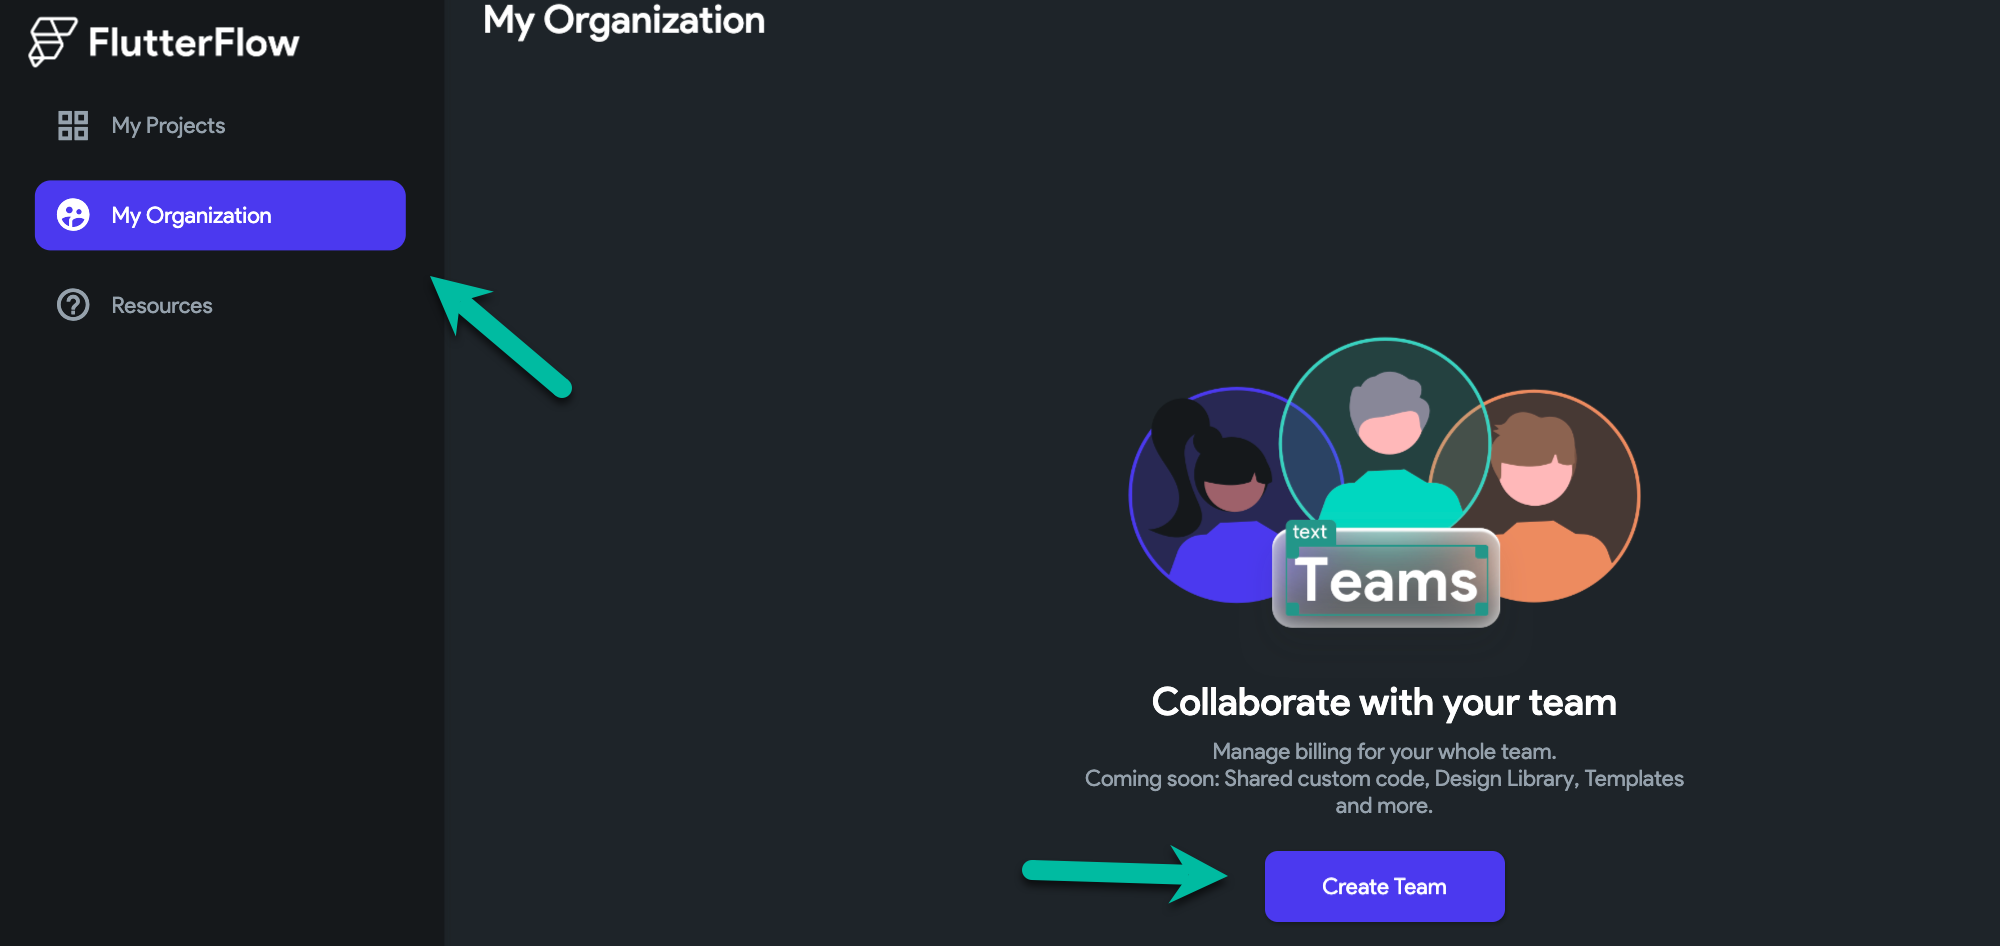 FlutterFlow
My Projects
My Organization
Resources
My Organization
text
Teams
Collaborate with your team
Manage billing for your whole team.
Coming soon: Shared custom code, Design Library, Templates
and more.
Create Team